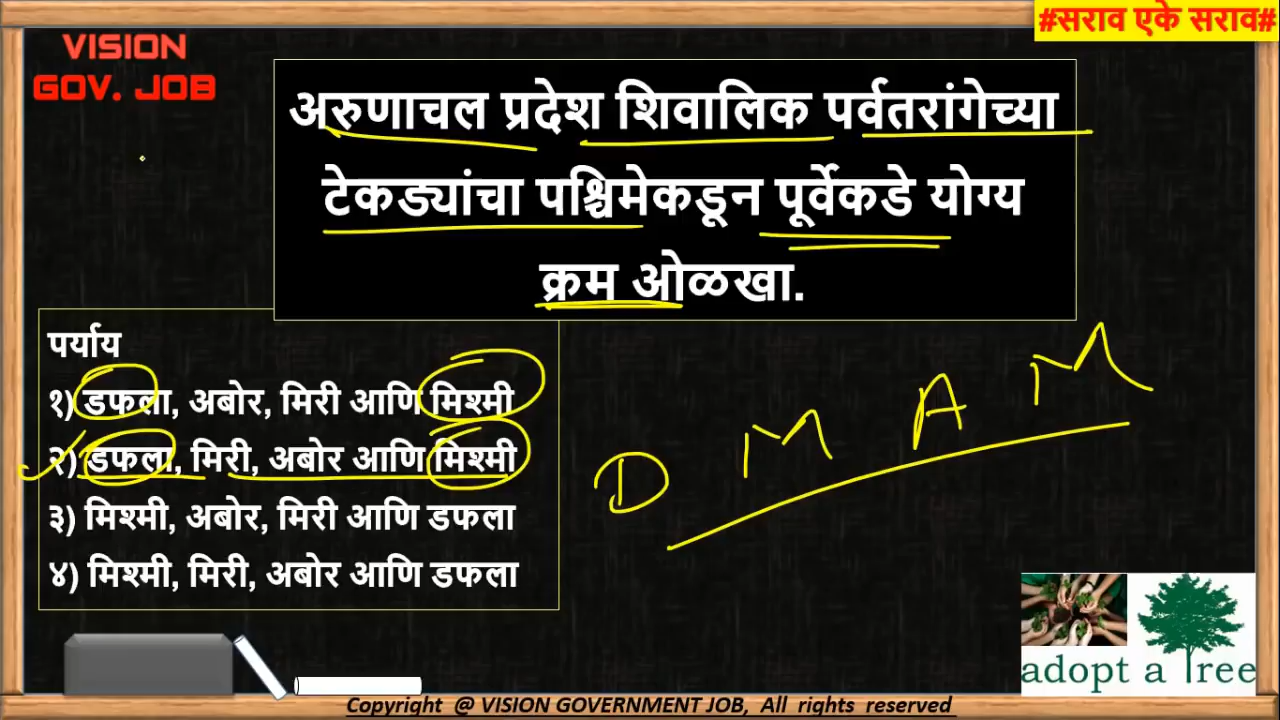 #सराव एके सराव#
VISION
GOV. JOB
अरुणाचल प्रदेश शिवालिक पर्वतरांगेच्या
टेकड्यांचा पश्चिमेकडून पूर्वेकडे योग्य
क्रम ओळखा.
पर्याय
१) डफला, अबोर, मिरी आणि मिश्मी
२) डफला, मिरी, अबोर आणि मिश्मी
३) मिश्मी, अबोर, मिरी आणि डफला
४) मिश्मी, मिरी, अबोर आणि डफला
D M A M
adopt a Tree
Copyright @ VISION GOVERNMENT JOB, All rights reserved